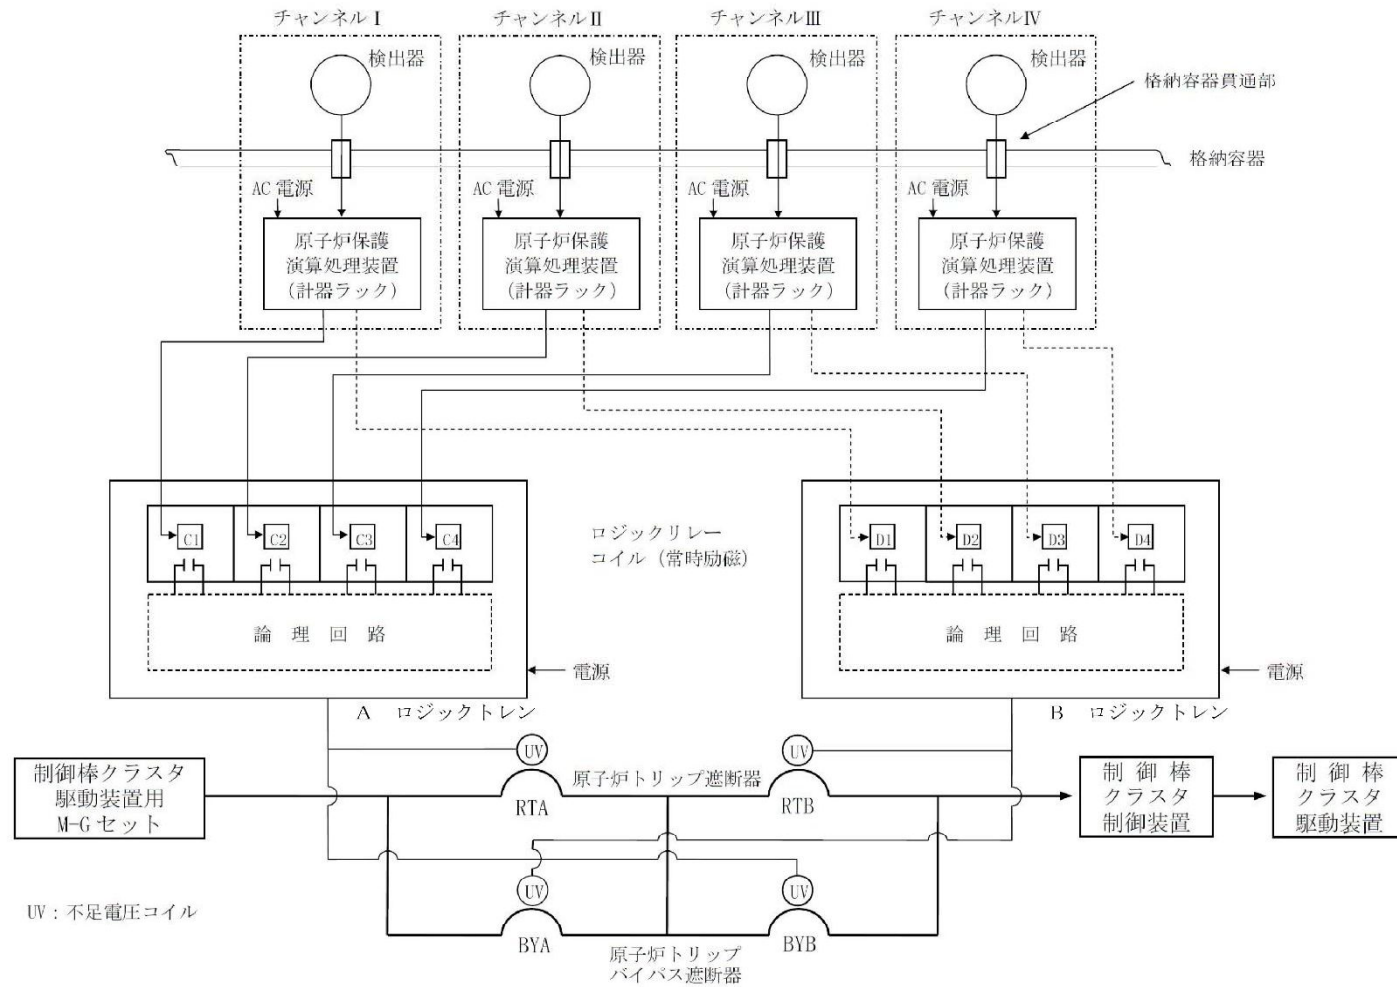 チャンネルⅠ
チャンネルⅡ
チャンネルⅢ
チャンネルⅣ
検出器
検出器
検出器
検出器
格納容器貫通部
格納容器
AC 電源
AC 電源
AC 電源
AC 電源
原子炉保護
演算処理装置
(計器ラック)
原子炉保護
演算処理装置
(計器ラック)
原子炉保護
演算処理装置
(計器ラック)
原子炉保護
演算処理装置
(計器ラック)
C1
C2
C3
C4
ロジックリレー
コイル (常時励磁)
D1
D2
D3
D4
論 理 回 路
論 理 回 路
電源
電源
A ロジックトレン
B ロジックトレン
制御棒クラスタ
駆動装置用
M-G セット
UV
UV
原子炉トリップ遮断器
RTA
RTB
制 御 棒
クラスタ
制御装置
制 御 棒
クラスタ
駆動装置
UV
UV
UV：不足電圧コイル
BYA
BYB
原子炉トリップ
バイパス遮断器